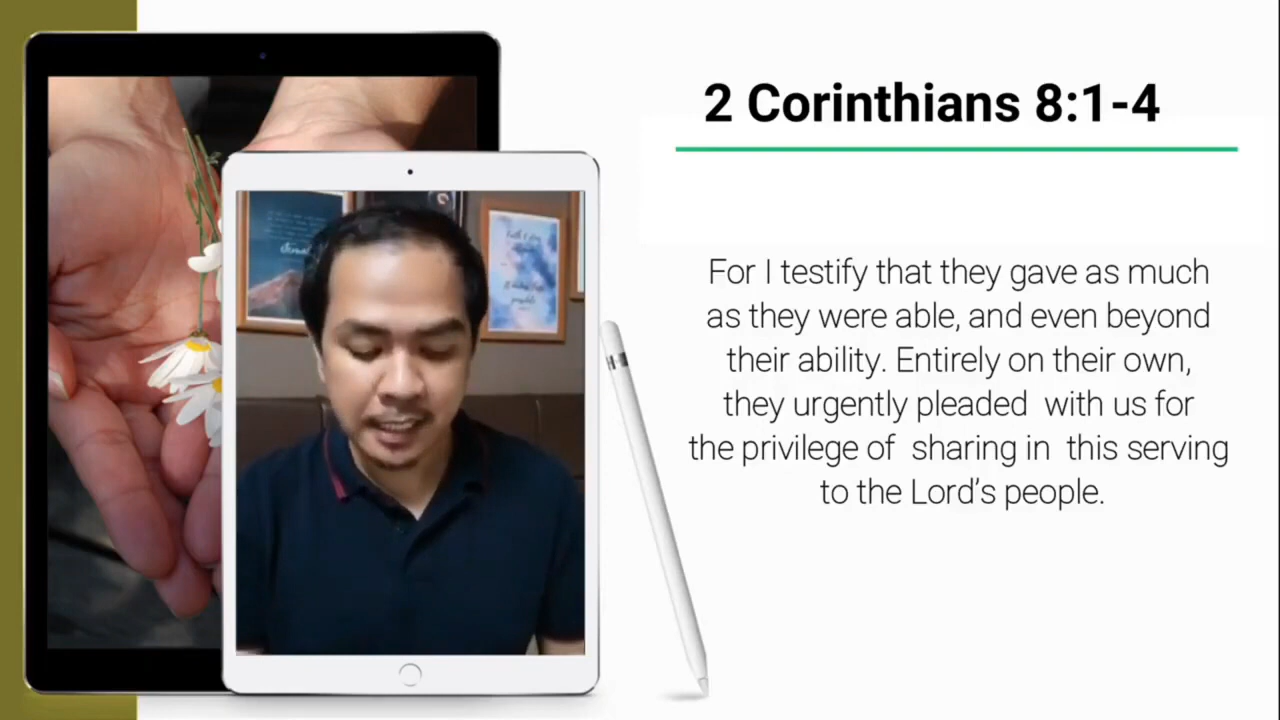 2 Corinthians 8:1-4
For I testify that they gave as much
as they were able, and even beyond
their ability. Entirely on their own,
they urgently pleaded with us for
the privilege of sharing in this serving
to the Lord’s people.